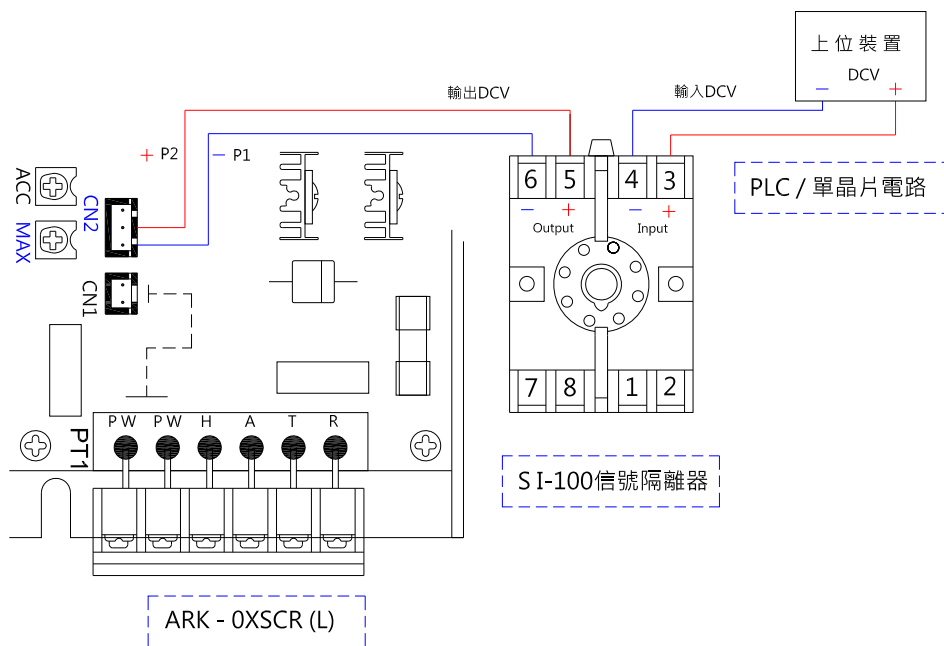 上位裝置
DCV
− +
輸出DCV
輸入DCV
+ P2
− P1
ACC
CN2
MAX
CN1
6 5 4 3
− + − +
Output Input
PLC / 單晶片電路
7 8 1 2
PW PW H A T R
PT1
SI-100信號隔離器
ARK - 0XSCR (L)